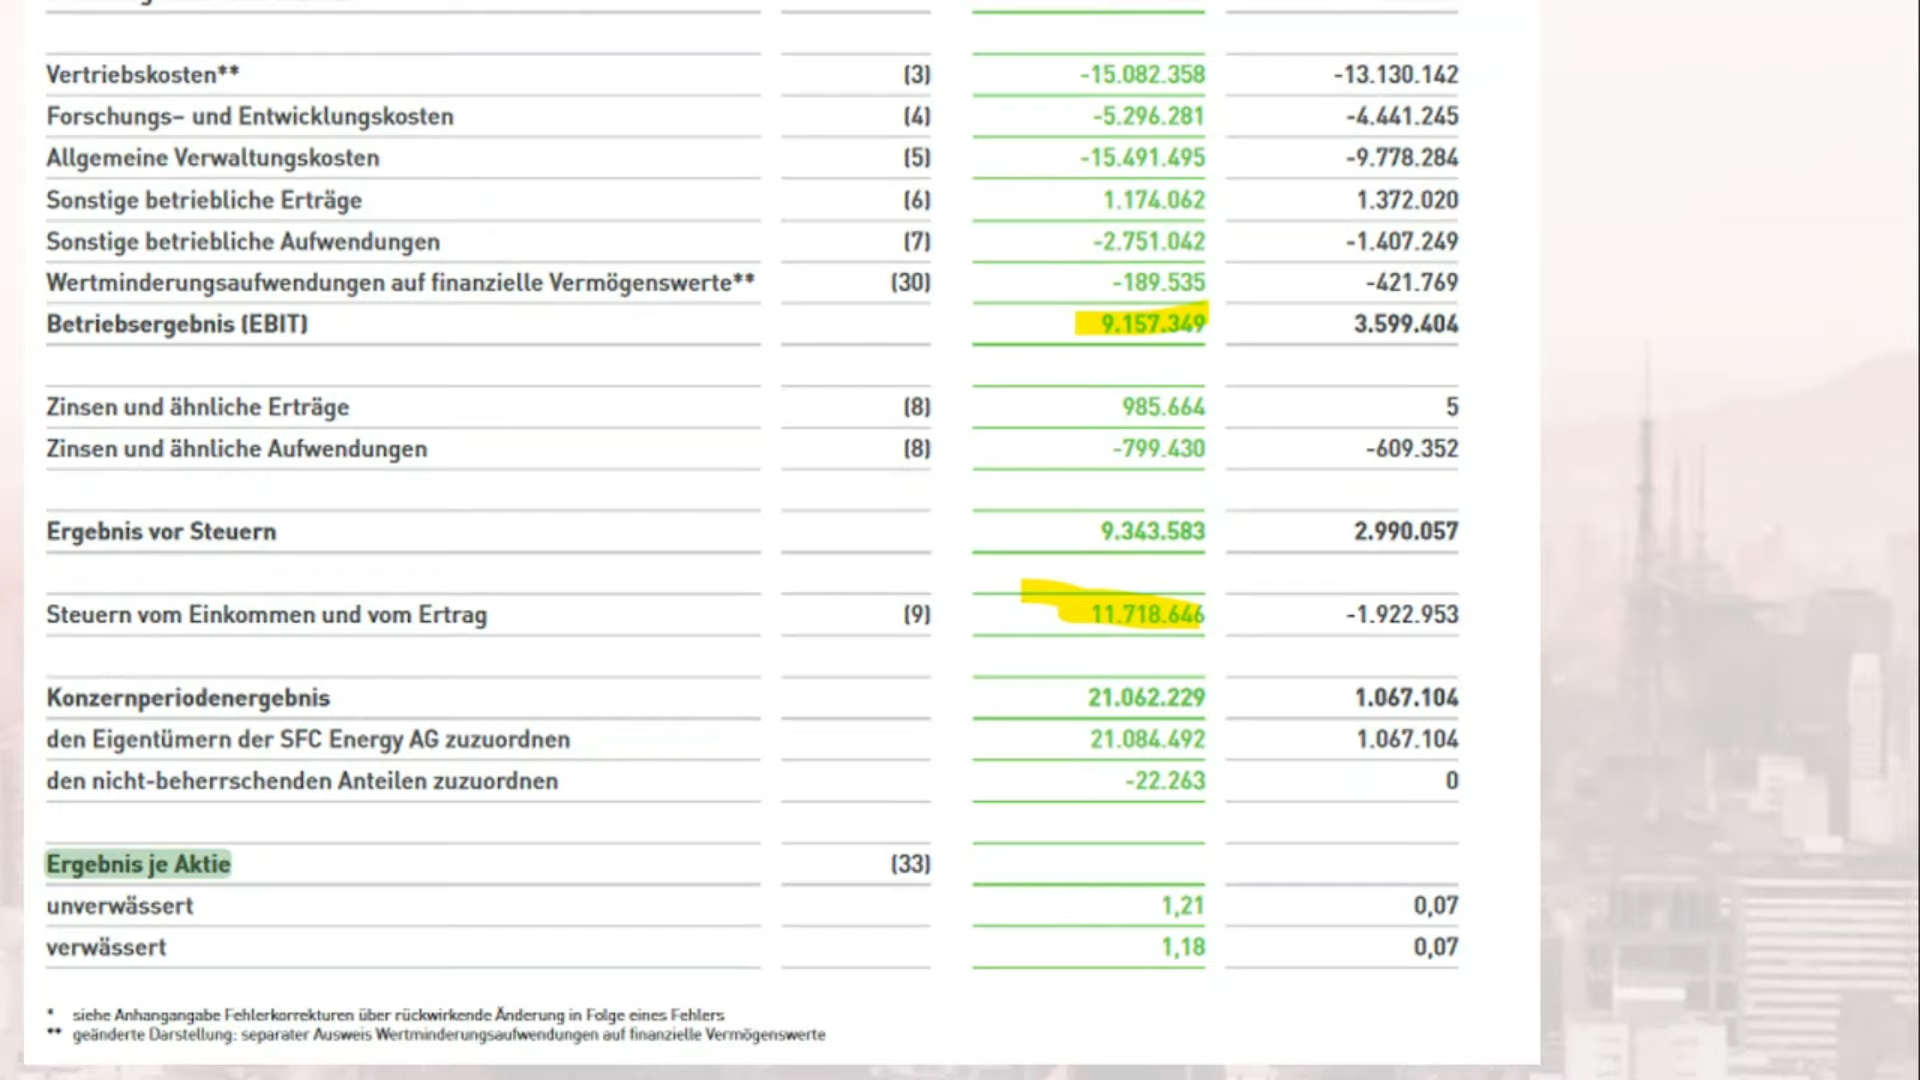 Vertriebskosten** (3) -15.082.358 -13.130.142
Forschungs- und Entwicklungskosten (4) -5.296.281 -4.441.245
Allgemeine Verwaltungskosten (5) -15.491.495 -9.778.284
Sonstige betriebliche Erträge (6) 1.174.062 1.372.020
Sonstige betriebliche Aufwendungen (7) -2.751.042 -1.407.249
Wertminderungsaufwendungen auf finanzielle Vermögenswerte** (30) -189.535 -421.769
Betriebsergebnis (EBIT) 9.157.349 3.599.404
Zinsen und ähnliche Erträge (8) 985.664 5
Zinsen und ähnliche Aufwendungen (8) -799.430 -609.352
Ergebnis vor Steuern 9.343.583 2.990.057
Steuern vom Einkommen und vom Ertrag (9) 11.718.646 -1.922.953
Konzernperiodenergebnis 21.062.229 1.067.104
den Eigentümern der SFC Energy AG zuzuordnen 21.084.492 1.067.104
den nicht-beherrschenden Anteilen zuzuordnen -22.263 0
Ergebnis je Aktie (33)
unverwässert 1,21 0,07
verwässert 1,18 0,07
* siehe Anhangangabe Fehlerkorrekturen über rückwirkende Änderung in Folge eines Fehlers
** geänderte Darstellung: separater Ausweis Wertminderungsaufwendungen auf finanzielle Vermögenswerte